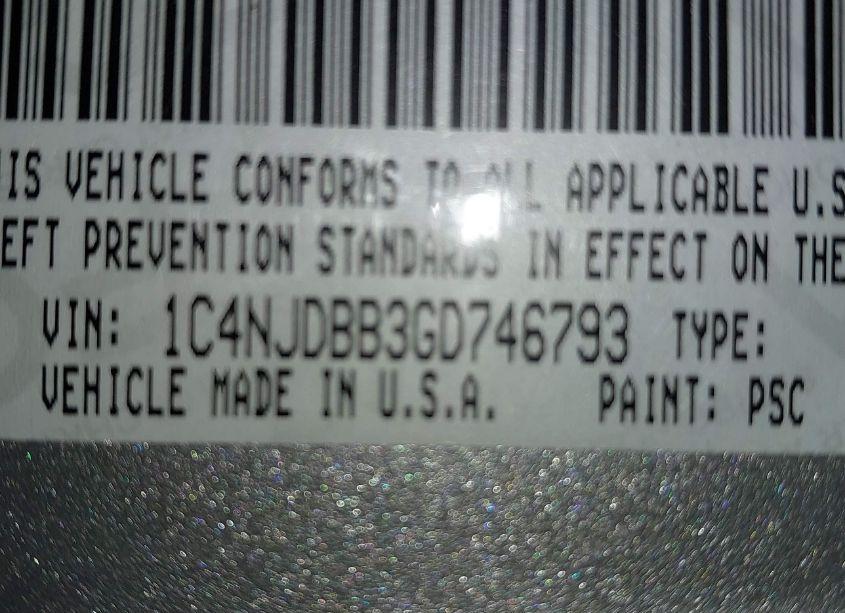 IS VEHICLE CONFORMS TO ALL APPLICABLE U.S
EFT PREVENTION STANDARDS IN EFFECT ON THE
VIN: 1C4NJDBB3GD746793 TYPE:
VEHICLE MADE IN U.S.A. PAINT: PSC